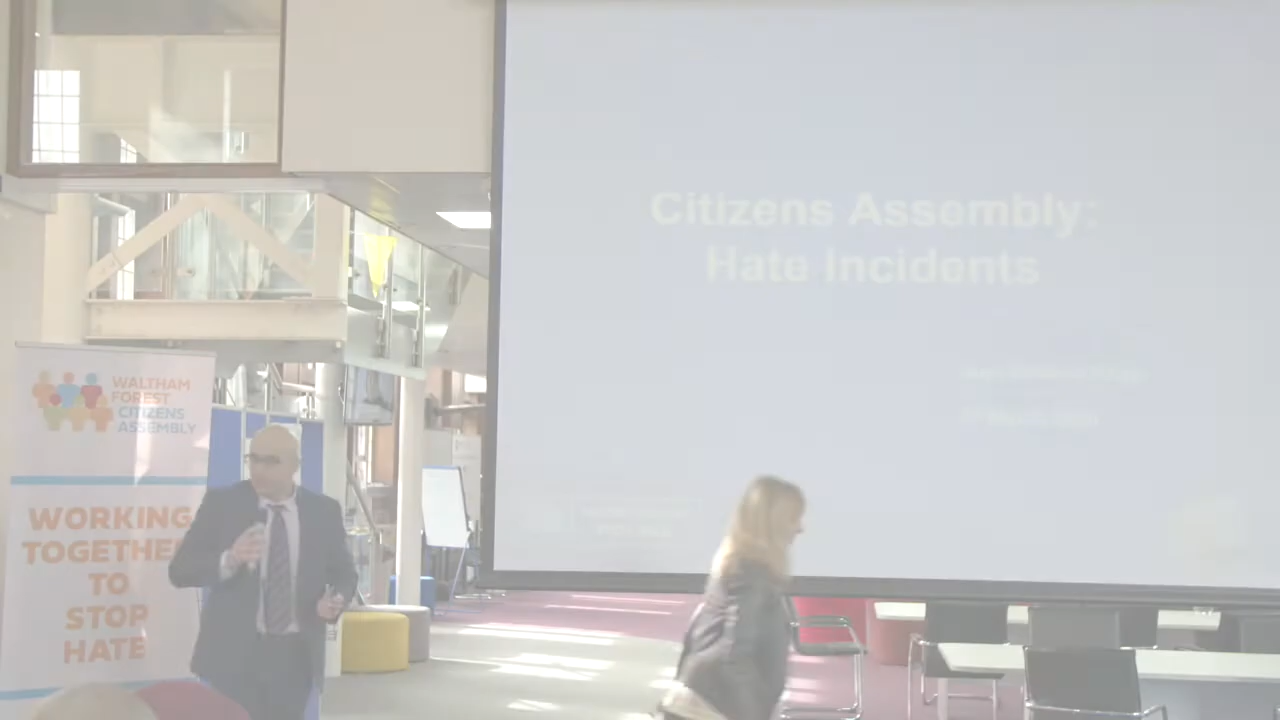 Citizens Assembly:
Hate Incidents
WALTHAM
FOREST
CITIZENS
ASSEMBLY
WORKING
TOGETHER
TO
STOP
HATE